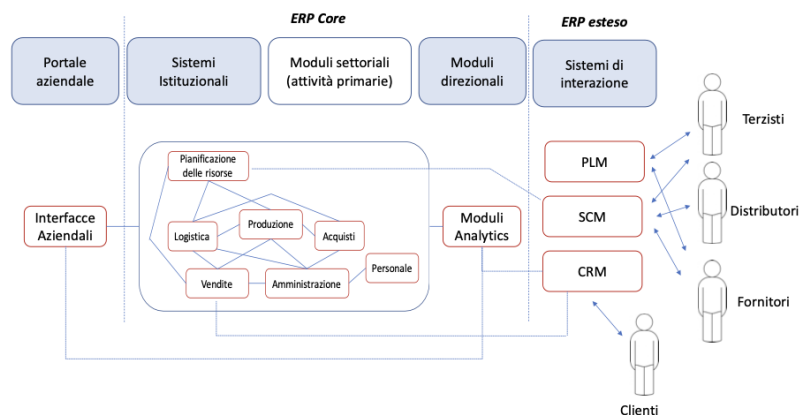 ERP Core
ERP esteso
Portale
aziendale
Sistemi
Istituzionali
Moduli settoriali
(attività primarie)
Moduli
direzionali
Sistemi di
interazione
Terzisti
Pianificazione
delle risorse
PLM
Interfacce
Aziendali
Logistica
Produzione
Acquisti
Moduli
Analytics
SCM
Distributori
Vendite
Amministrazione
Personale
CRM
Fornitori
Clienti